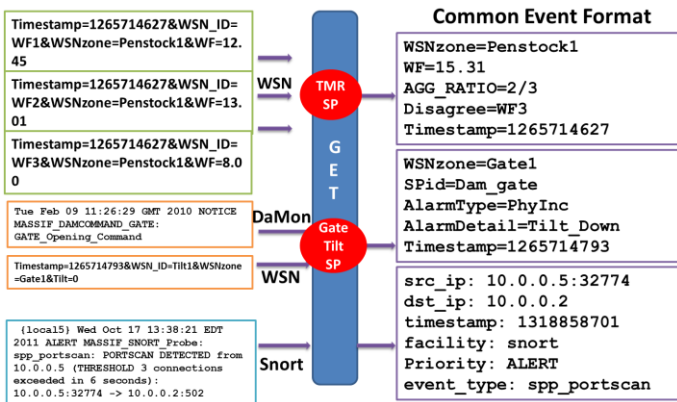 Common Event Format
Timestamp=1265714627&WSN_ID=
WF1&WSNzone=Penstock1&WF=12.
45
Timestamp=1265714627&WSN_ID=
WF2&WSNzone=Penstock1&WF=13.
01
Timestamp=1265714627&WSN_ID=
WF3&WSNzone=Penstock1&WF=8.0
0
WSN
TMR
SP
WSNzone=Penstock1
WF=15.31
AGG_RATIO=2/3
Disagree=WF3
Timestamp=1265714627
G
E
T
Tue Feb 09 11:26:29 GMT 2010 NOTICE
MASSIF_DAMCOMMAND_GATE:
GATE_Opening_Command
DaMon
Timestamp=1265714793&WSN_ID=Tilt1&WSNzone
=Gate1&Tilt=0
WSN
Gate
Tilt
SP
WSNzone=Gate1
SPid=Dam_gate
AlarmType=PhyInc
AlarmDetail=Tilt_Down
Timestamp=1265714793
{local5} Wed Oct 17 13:38:21 EDT
2011 ALERT MASSIF_SNORT_Probe:
spp_portscan: PORTSCAN DETECTED from
10.0.0.5 (THRESHOLD 3 connections
exceeded in 6 seconds):
10.0.0.5:32774 -> 10.0.0.2:502
Snort
src_ip: 10.0.0.5:32774
dst_ip: 10.0.0.2
timestamp: 1318858701
facility: snort
Priority: ALERT
event_type: spp_portscan